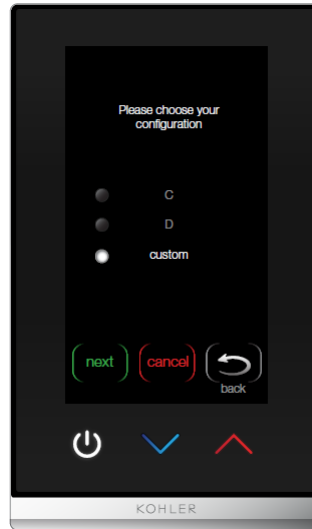 Please choose your
configuration
C
D
custom
next
cancel
back
KOHLER